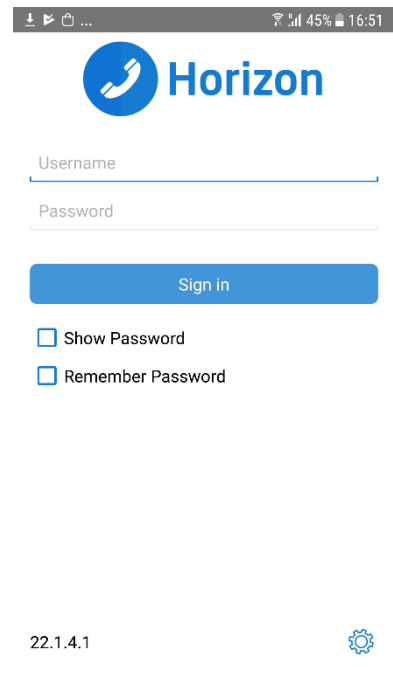 ... 45% 16:51
Horizon
Username
Password
Sign in
Show Password
Remember Password
22.1.4.1